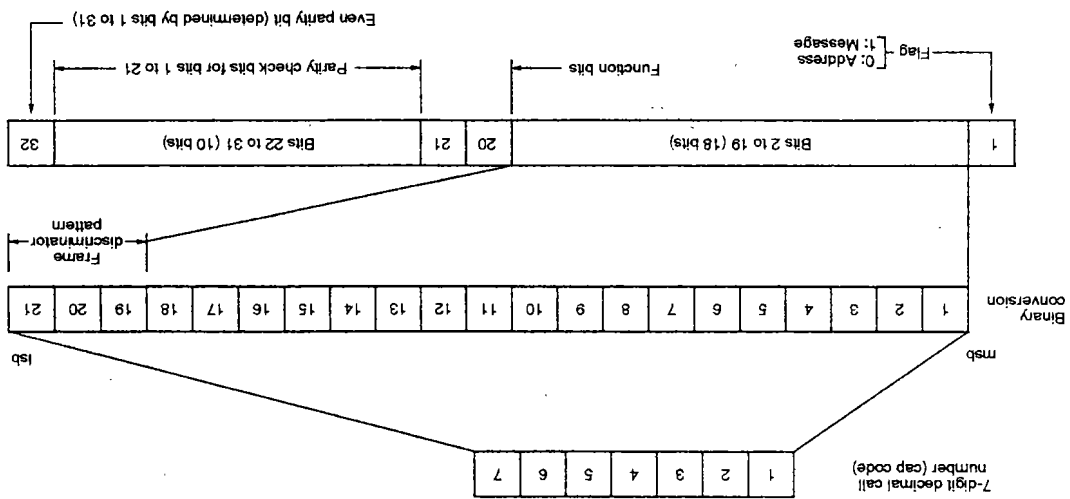 7-digit decimal call
number (cap code)
1 2 3 4 5 6 7
msb
lsb
Binary
conversion
1 2 3 4 5 6 7 8 9 10 11 12 13 14 15 16 17 18 19 20 21
Frame
discriminator
pattern
1 Bits 2 to 19 (18 bits) 20 21 Bits 22 to 31 (10 bits) 32
Flag
0: Address
1: Message
Function bits
Parity check bits for bits 1 to 21
Even parity bit (determined by bits 1 to 31)